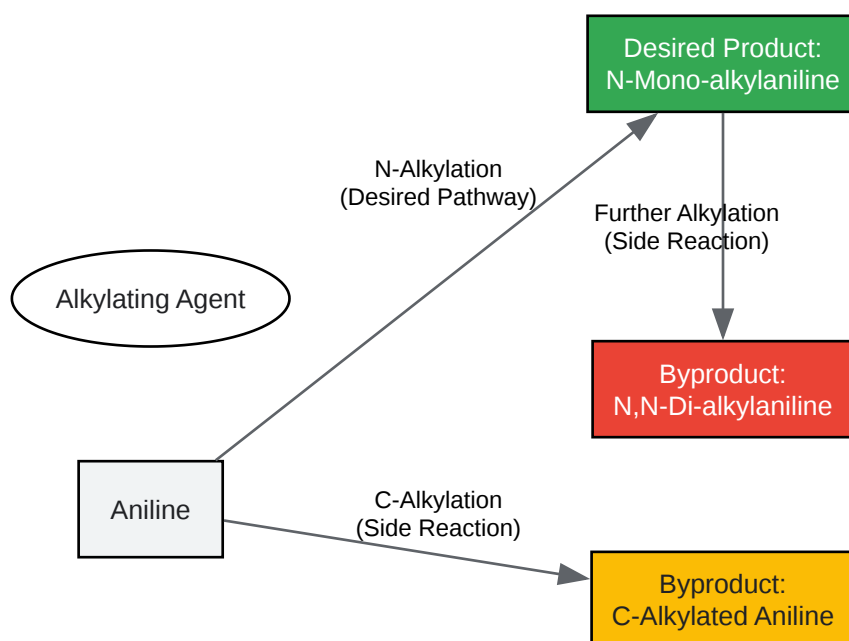 Desired Product:
N-Mono-alkylaniline
N-Alkylation
(Desired Pathway)
Further Alkylation
(Side Reaction)
Alkylating Agent
Byproduct:
N,N-Di-alkylaniline
Aniline
C-Alkylation
(Side Reaction)
Byproduct:
C-Alkylated Aniline